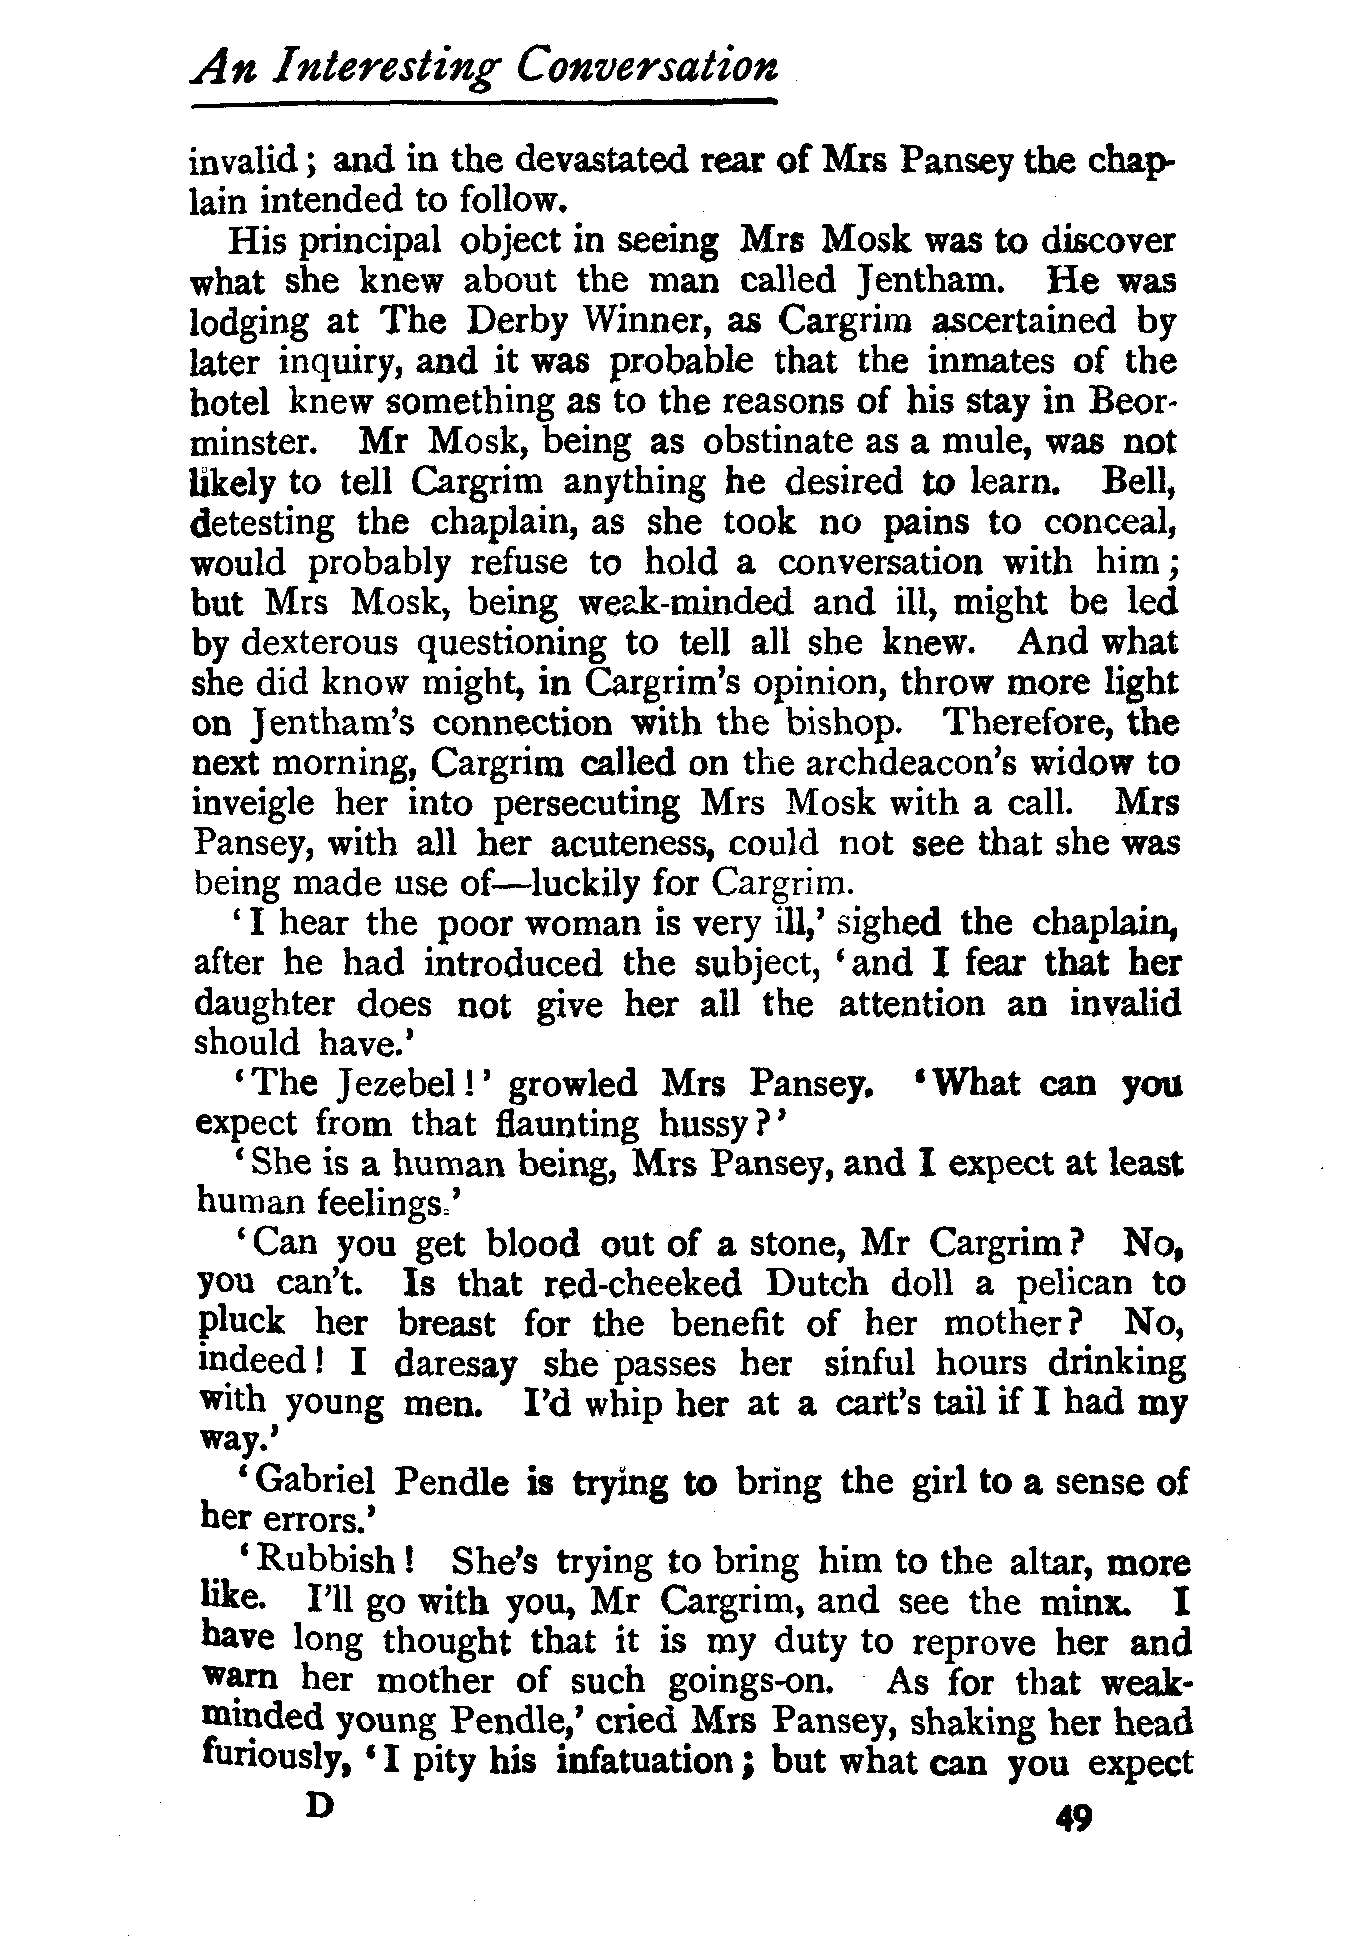 An Interesting Conversation
invalid; and in the devastated rear of Mrs Pansey the chap-
lain intended to follow.
His principal object in seeing Mrs Mosk was to discover
what she knew about the man called Jentham. He was
lodging at The Derby Winner, as Cargrim ascertained by
later inquiry, and it was probable that the inmates of the
hotel knew something as to the reasons of his stay in Beor-
minster. Mr Mosk, being as obstinate as a mule, was not
likely to tell Cargrim anything he desired to learn. Bell,
detesting the chaplain, as she took no pains to conceal,
would probably refuse to hold a conversation with him;
but Mrs Mosk, being weak-minded and ill, might be led
by dexterous questioning to tell all she knew. And what
she did know might, in Cargrim's opinion, throw more light
on Jentham's connection with the bishop. Therefore, the
next morning, Cargrim called on the archdeacon's widow to
inveigle her into persecuting Mrs Mosk with a call. Mrs
Pansey, with all her acuteness, could not see that she was
being made use of—luckily for Cargrim.
‘I hear the poor woman is very ill,’ sighed the chaplain,
after he had introduced the subject, ‘and I fear that her
daughter does not give her all the attention an invalid
should have.’
‘The Jezebel!’ growled Mrs Pansey. ‘What can you
expect from that flaunting hussy?’
‘She is a human being, Mrs Pansey, and I expect at least
human feelings.’
‘Can you get blood out of a stone, Mr Cargrim? No,
you can't. Is that red-cheeked Dutch doll a pelican to
pluck her breast for the benefit of her mother? No,
indeed! I daresay she passes her sinful hours drinking
with young men. I'd whip her at a cart's tail if I had my
way.’
‘Gabriel Pendle is trying to bring the girl to a sense of
her errors.’
‘Rubbish! She's trying to bring him to the altar, more
like. I'll go with you, Mr Cargrim, and see the minx. I
have long thought that it is my duty to reprove her and
warn her mother of such goings-on. As for that weak-
minded young Pendle,’ cried Mrs Pansey, shaking her head
furiously, ‘I pity his infatuation; but what can you expect
D 49